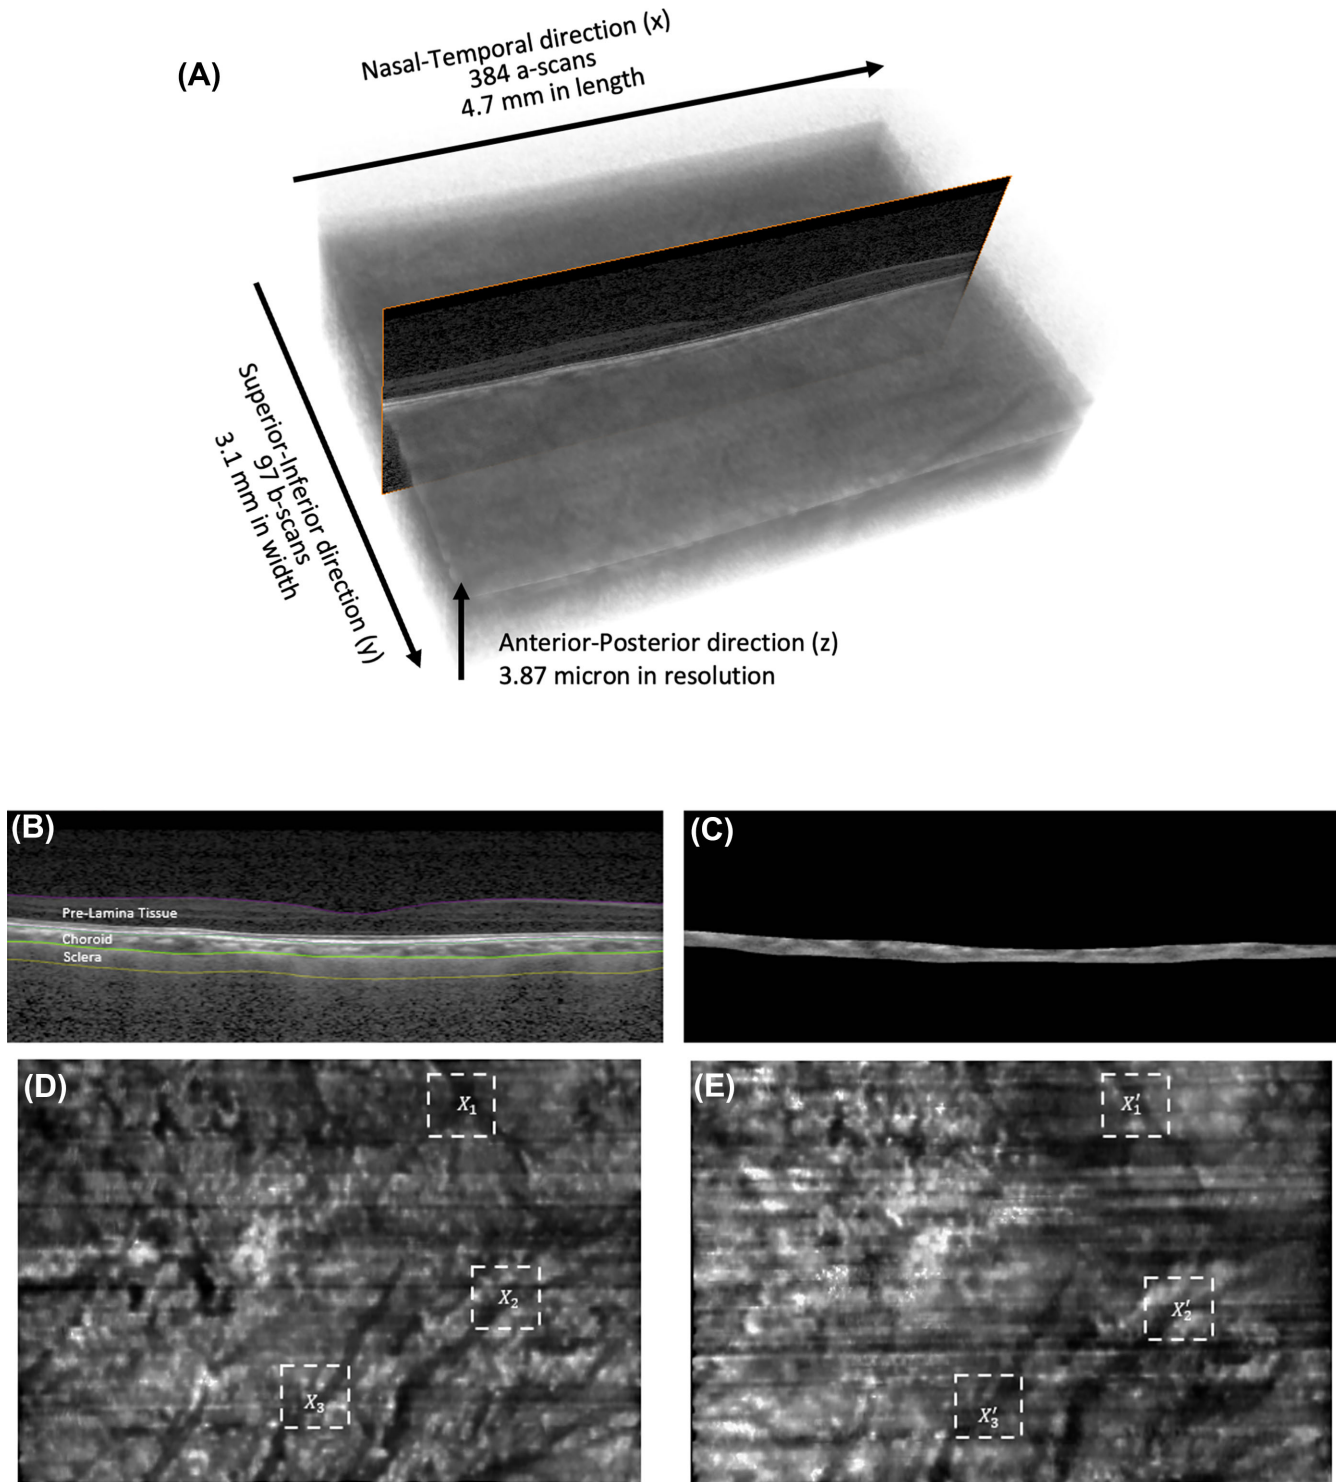 (A)
Nasal-Temporal direction (x)
384 a-scans
4.7 mm in length
Superior-Inferior direction (y)
97 b-scans
3.1 mm in width
Anterior-Posterior direction (z)
3.87 micron in resolution
(B)
Pre-Lamina Tissue
Choroid
Sclera
(C)
(D)
X₁
X₂
X₃
(E)
X′₁
X′₂
X′₃